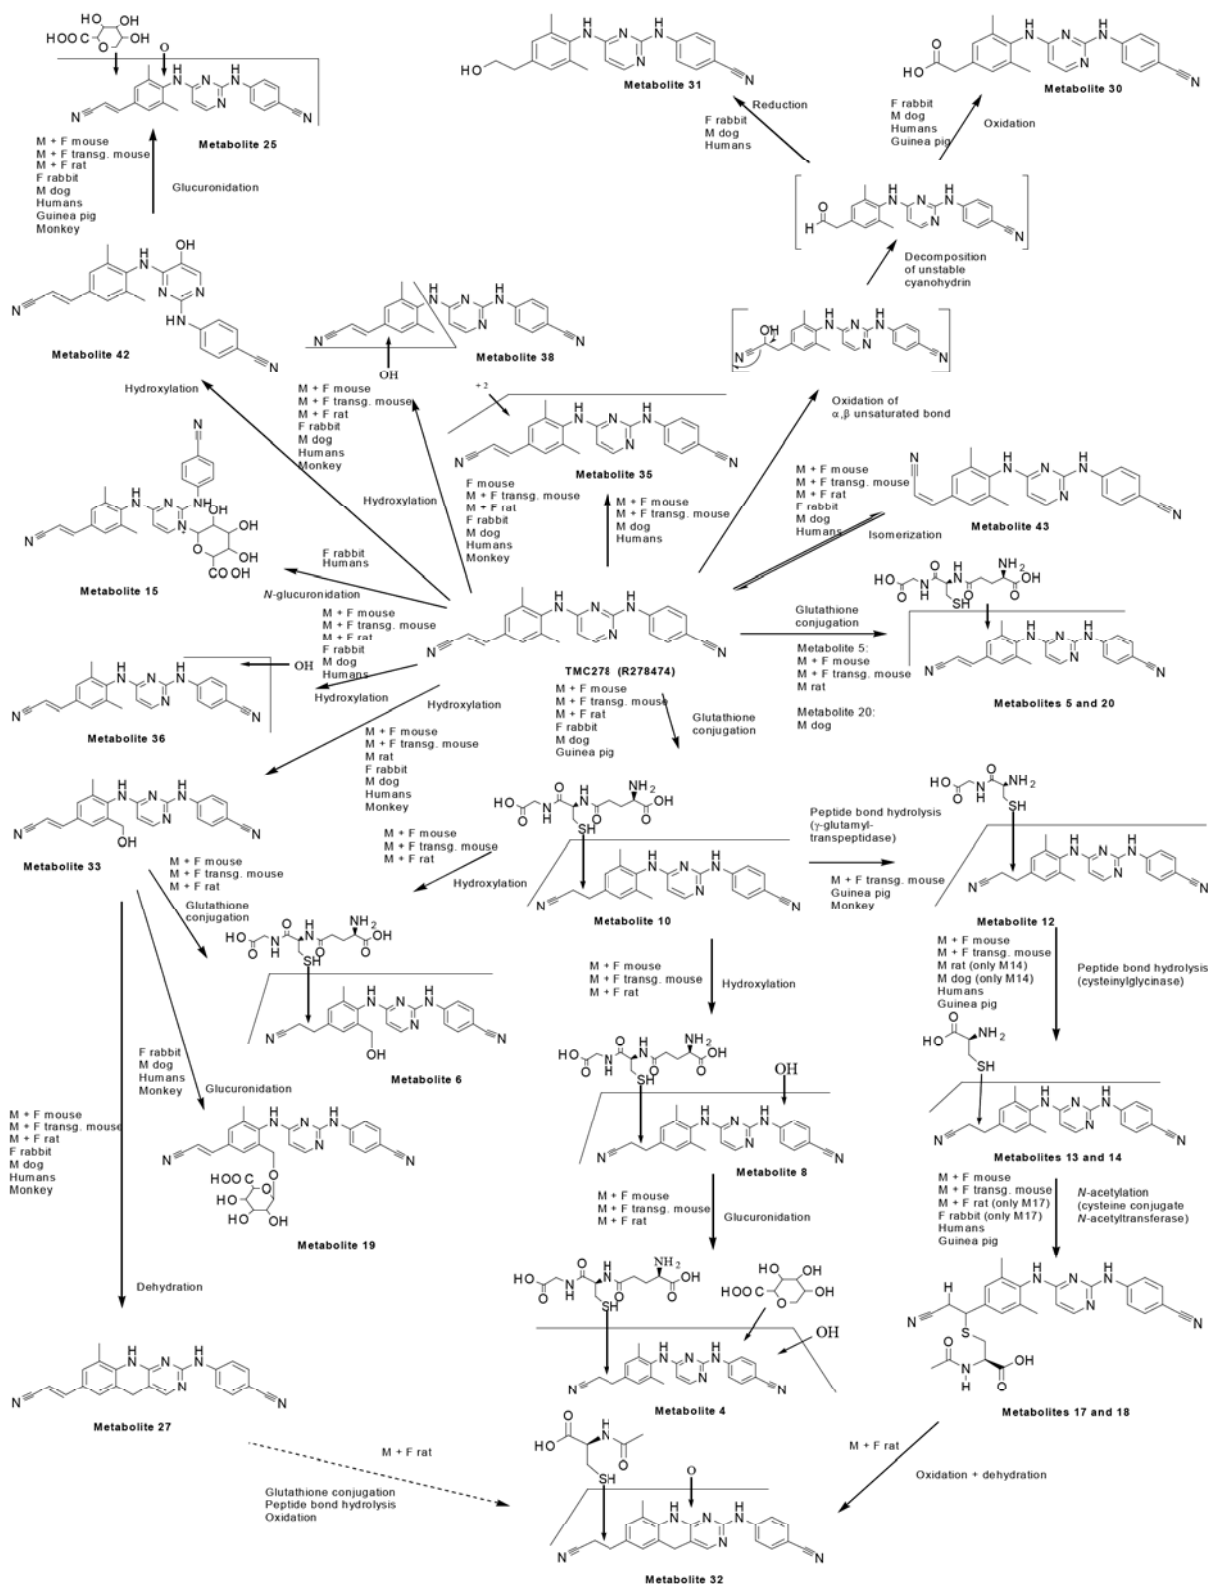 Metabolite 25
M + F mouse
M + F transg. mouse
M + F rat
F rabbit
M dog
Humans
Guinea pig
Monkey
Glucuronidation
Metabolite 31
Reduction
F rabbit
M dog
Humans
Metabolite 30
F rabbit
M dog
Humans
Guinea pig
Oxidation
Decomposition
of unstable
cyanohydrin
Oxidation of
α,β unsaturated bond
Metabolite 42
Hydroxylation
Metabolite 38
OH
M + F mouse
M + F transg. mouse
M + F rat
F rabbit
M dog
Humans
Monkey
Hydroxylation
+ 2
Metabolite 35
F mouse
M + F transg. mouse
M + F rat
F rabbit
M dog
Humans
Monkey
M + F mouse
M + F transg. mouse
M dog
Humans
M + F mouse
M + F transg. mouse
M + F rat
F rabbit
M dog
Humans
Isomerization
Metabolite 43
Metabolite 15
F rabbit
Humans
N-glucuronidation
TMC278 (R278474)
M + F mouse
M + F transg. mouse
M + F rat
F rabbit
M dog
Guinea pig
Glutathione
conjugation
Glutathione
conjugation
Metabolite 5:
M + F mouse
M + F transg. mouse
M rat
Metabolite 20:
M dog
Metabolites 5 and 20
M + F mouse
M + F transg. mouse
M + F rat
F rabbit
M dog
Humans
Hydroxylation
OH
Metabolite 36
Hydroxylation
M + F mouse
M + F transg. mouse
M rat
F rabbit
M dog
Humans
Monkey
Metabolite 33
M + F mouse
M + F transg. mouse
M + F rat
Glutathione
conjugation
M + F mouse
M + F transg. mouse
M + F rat
Hydroxylation
Metabolite 10
Peptide bond hydrolysis
(γ-glutamyl-
transpeptidase)
M + F transg. mouse
Guinea pig
Monkey
Metabolite 12
M + F mouse
M + F transg. mouse
M + F rat
Hydroxylation
M + F mouse
M + F transg. mouse
M rat (only M14)
M dog (only M14)
Humans
Guinea pig
Peptide bond hydrolysis
(cysteinylglycinase)
Metabolite 6
F rabbit
M dog
Humans
Monkey
Glucuronidation
Metabolite 19
M + F mouse
M + F transg. mouse
M + F rat
F rabbit
M dog
Humans
Monkey
Dehydration
OH
Metabolite 8
M + F mouse
M + F transg. mouse
M + F rat
Glucuronidation
Metabolites 13 and 14
M + F mouse
M + F transg. mouse
M + F rat (only M17)
F rabbit (only M17)
Humans
Guinea pig
N-acetylation
(cysteine conjugate
N-acetyltransferase)
OH
Metabolite 4
Metabolites 17 and 18
Metabolite 27
M + F rat
Glutathione conjugation
Peptide bond hydrolysis
Oxidation
M + F rat
Oxidation + dehydration
O
Metabolite 32